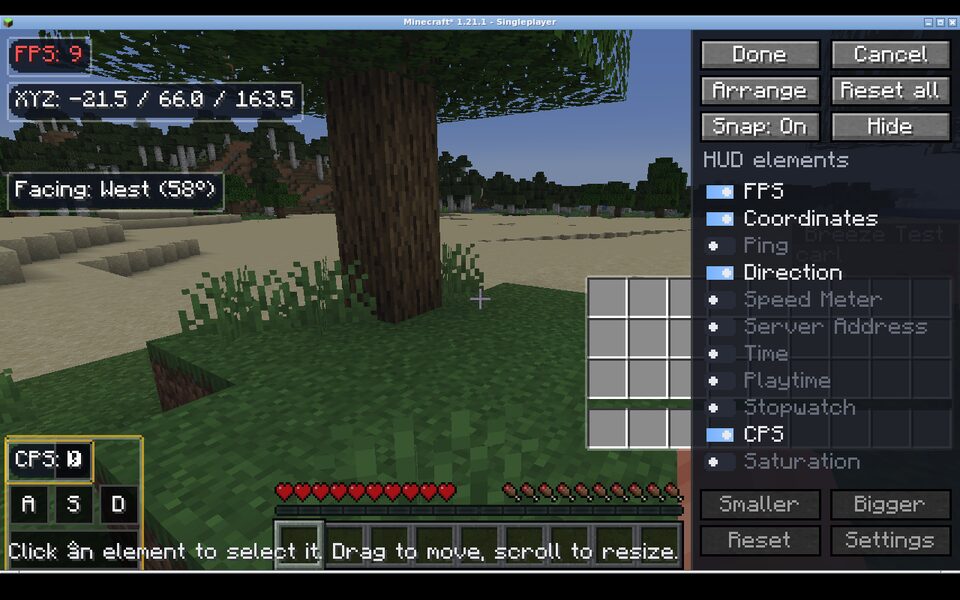 Minecraft* 1.21.1 - Singleplayer
FPS: 9
XYZ: -21.5 / 66.0 / 163.5
Facing: West (58°)
CPS: 0
A S D
Click an element to select it. Drag to move, scroll to resize.
Done Cancel
Arrange Reset all
Snap: On Hide
HUD elements
FPS
Coordinates
Ping
Direction
Speed Meter
Server Address
Time
Playtime
Stopwatch
CPS
Saturation
Smaller Bigger
Reset Settings
Breeze Test